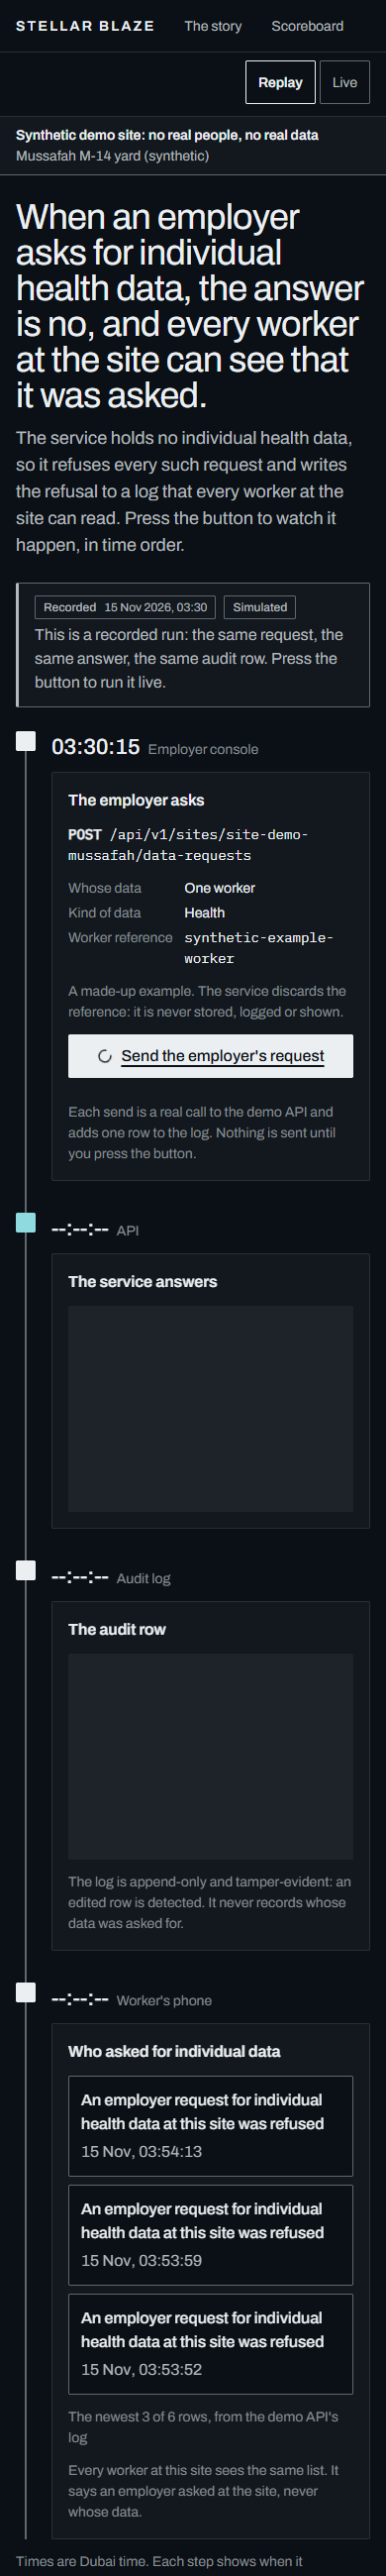 STELLAR BLAZE The story Scoreboard
Replay Live
Synthetic demo site: no real people, no real data
Mussafah M-14 yard (synthetic)
When an employer
asks for individual
health data, the answer
is no, and every worker
at the site can see that
it was asked.
The service holds no individual health data,
so it refuses every such request and writes
the refusal to a log that every worker at the
site can read. Press the button to watch it
happen, in time order.
Recorded 15 Nov 2026, 03:30 Simulated
This is a recorded run: the same request, the
same answer, the same audit row. Press the
button to run it live.
03:30:15 Employer console
The employer asks
POST /api/v1/sites/site-demo-
mussafah/data-requests
Whose data One worker
Kind of data Health
Worker reference synthetic-example-
worker
A made-up example. The service discards the
reference: it is never stored, logged or shown.
Send the employer's request
Each send is a real call to the demo API and
adds one row to the log. Nothing is sent until
you press the button.
--:--:-- API
The service answers
--:--:-- Audit log
The audit row
The log is append-only and tamper-evident: an
edited row is detected. It never records whose
data was asked for.
--:--:-- Worker's phone
Who asked for individual data
An employer request for individual
health data at this site was refused
15 Nov, 03:54:13
An employer request for individual
health data at this site was refused
15 Nov, 03:53:59
An employer request for individual
health data at this site was refused
15 Nov, 03:53:52
The newest 3 of 6 rows, from the demo API's
log
Every worker at this site sees the same list. It
says an employer asked at the site, never
whose data.
Times are Dubai time. Each step shows when it